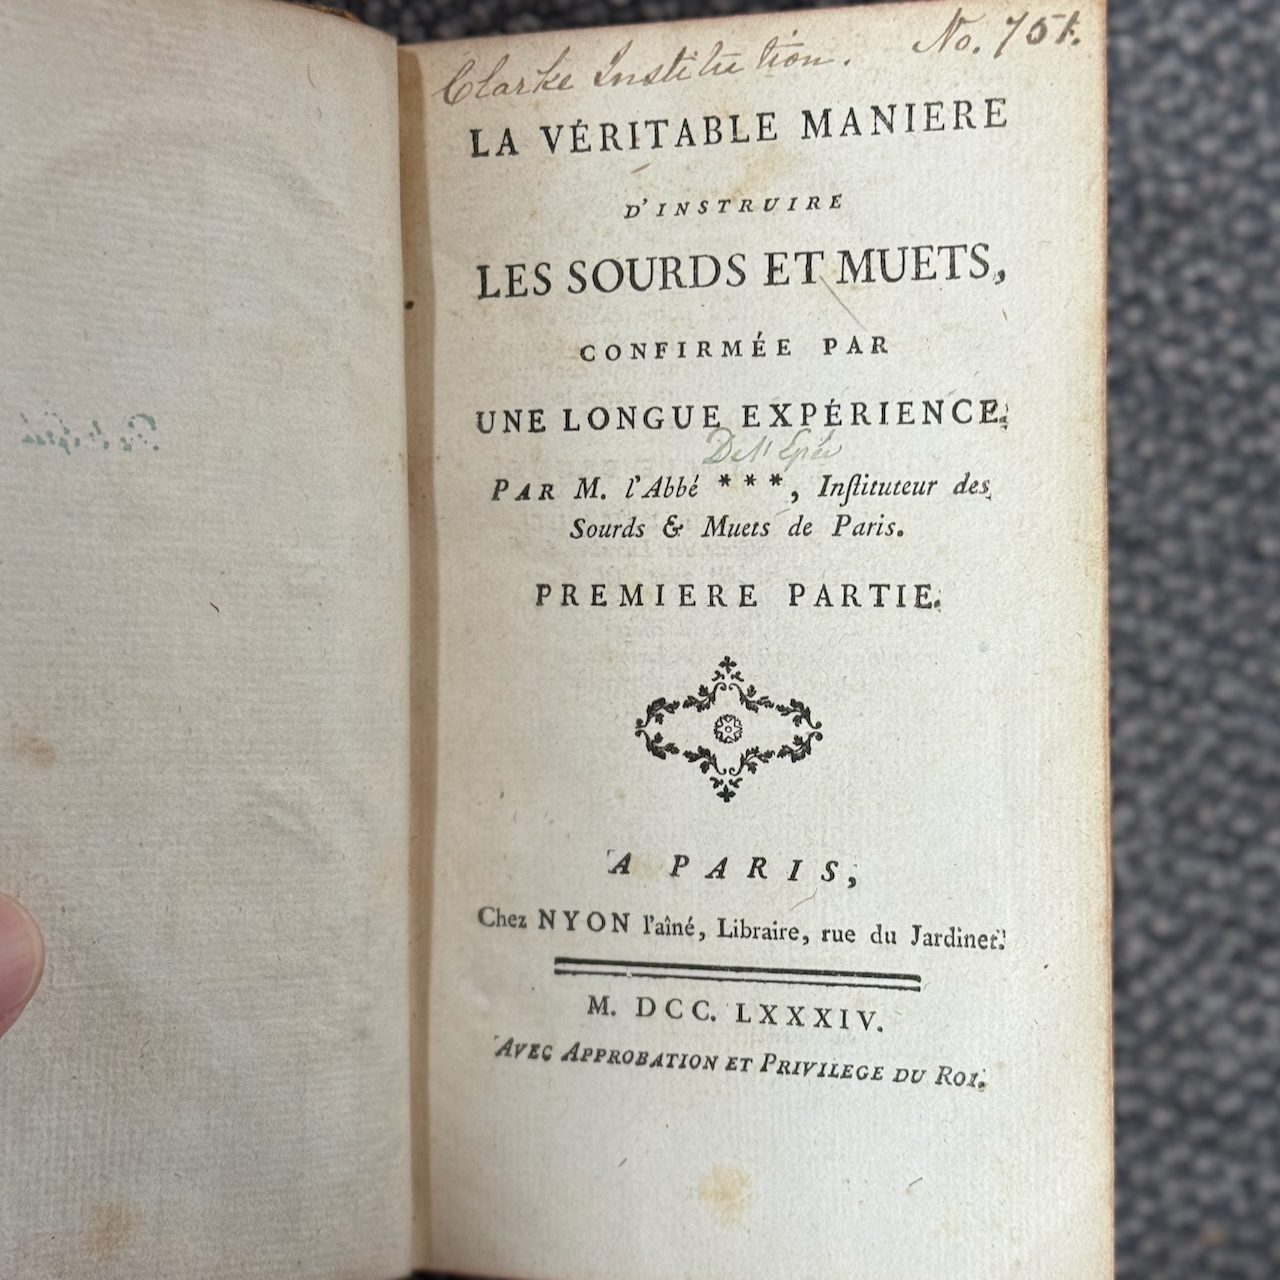 Clarke Institution. No. 751.
LA VÉRITABLE MANIERE
D'INSTRUIRE
LES SOURDS ET MUETS,
CONFIRMÉE PAR
UNE LONGUE EXPÉRIENCE.
De l'Epée
PAR M. l'Abbé * * *, Inſtituteur des
Sourds & Muets de Paris.
PREMIERE PARTIE.
A PARIS,
Chez NYON l'aîné, Libraire, rue du Jardinet.
M. DCC. LXXXIV.
AVEC APPROBATION ET PRIVILEGE DU ROI.